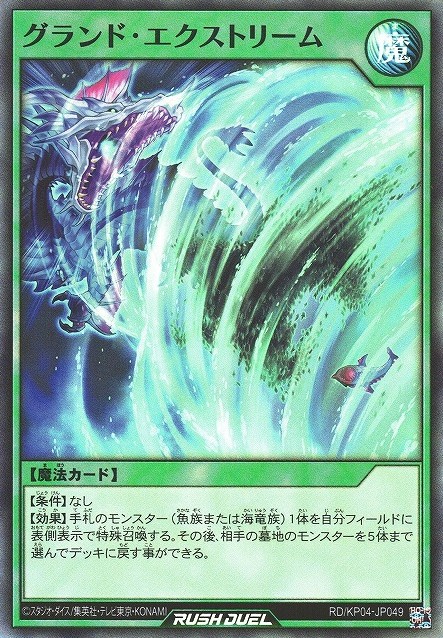 グランド・エクストリーム
魔
【魔法カード】
【条件】なし
【効果】手札のモンスター（魚族または海竜族）1体を自分フィールドに
表側表示で特殊召喚する。その後、相手の墓地のモンスターを5体まで
選んでデッキに戻す事ができる。
©スタジオ・ダイス/集英社・テレビ東京・KONAMI
RUSH DUEL
RD/KP04-JP049